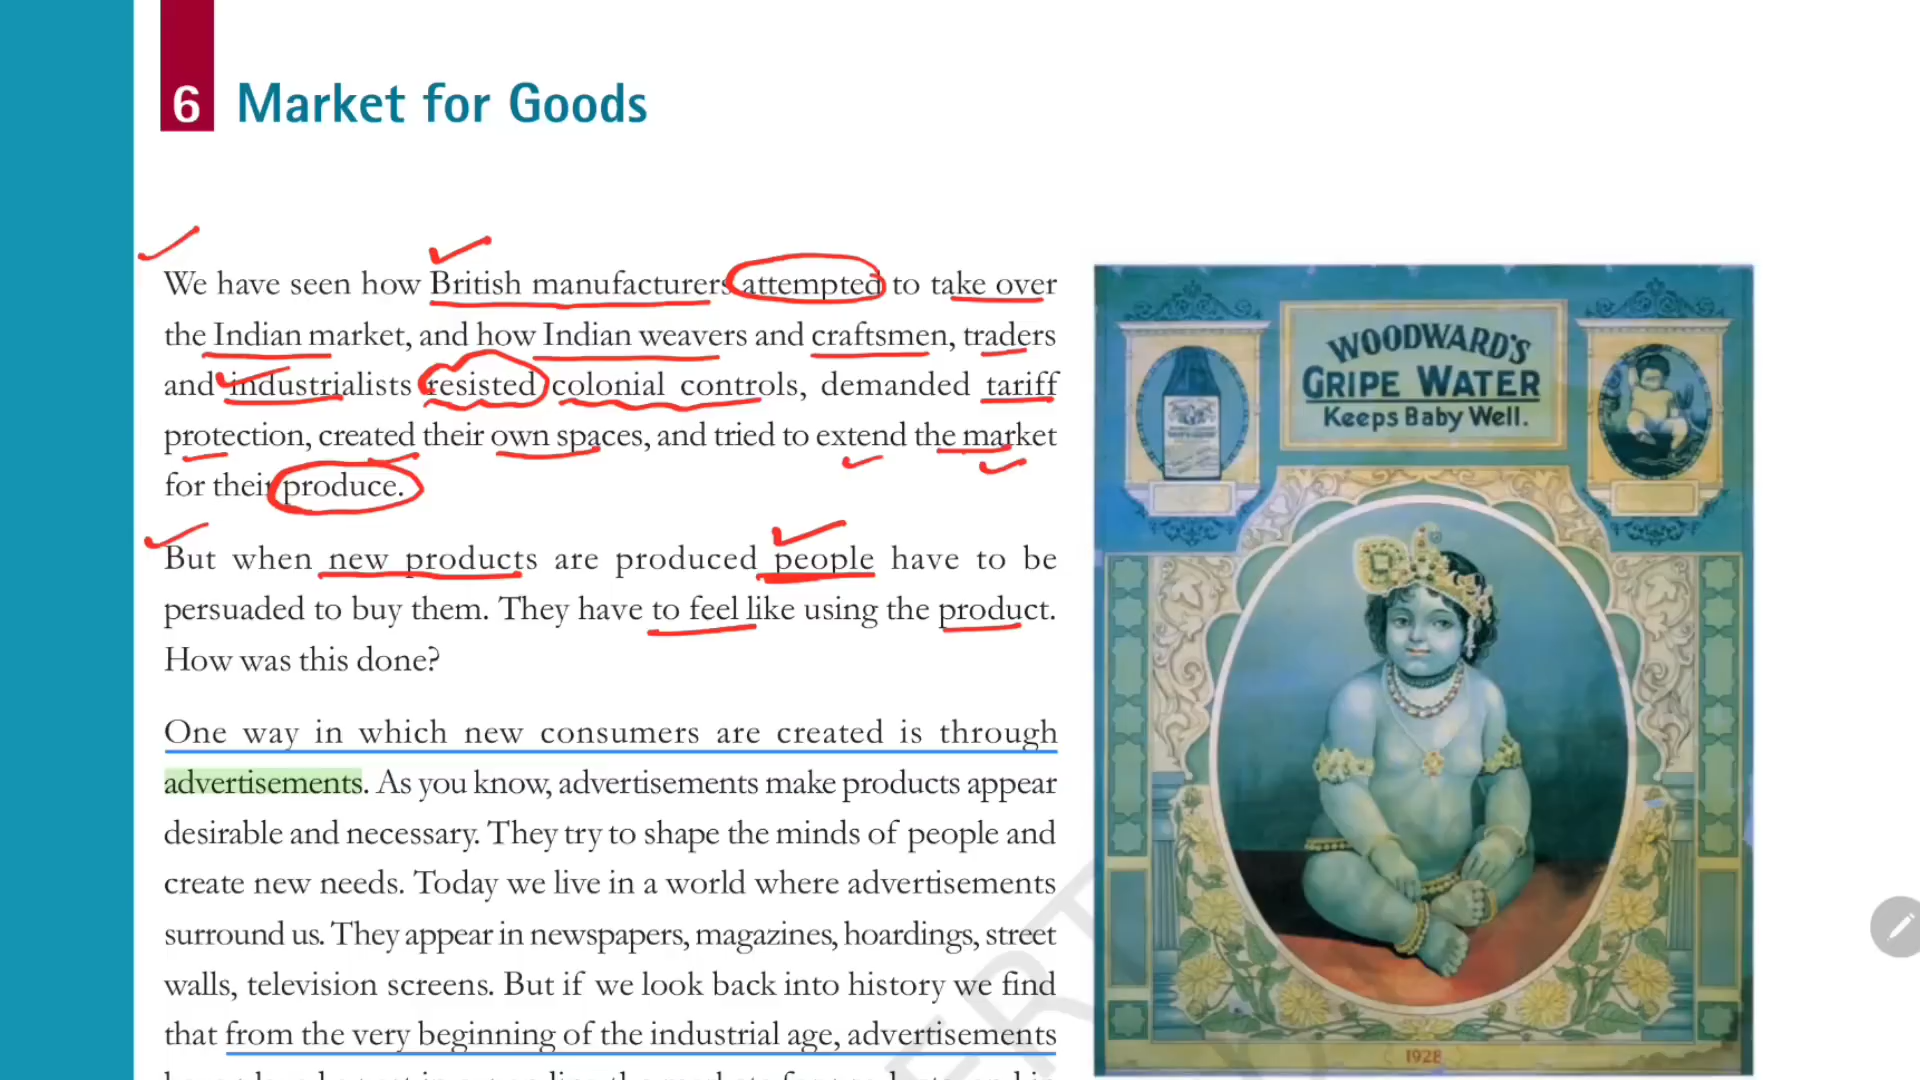 6 Market for Goods
We have seen how British manufacturers attempted to take over
the Indian market, and how Indian weavers and craftsmen, traders
and industrialists resisted colonial controls, demanded tariff
protection, created their own spaces, and tried to extend the market
for their produce.
But when new products are produced people have to be
persuaded to buy them. They have to feel like using the product.
How was this done?
One way in which new consumers are created is through
advertisements. As you know, advertisements make products appear
desirable and necessary. They try to shape the minds of people and
create new needs. Today we live in a world where advertisements
surround us. They appear in newspapers, magazines, hoardings, street
walls, television screens. But if we look back into history we find
that from the very beginning of the industrial age, advertisements
WOODWARD'S
GRIPE WATER
Keeps Baby Well.
1928